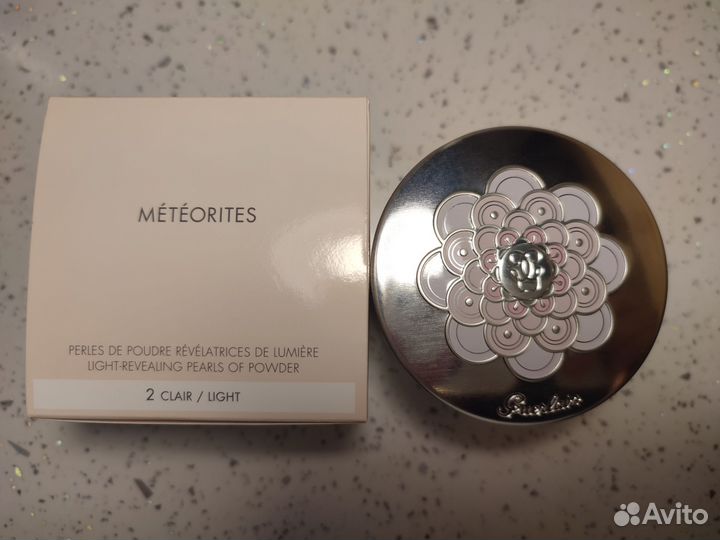 MÉTÉORITES
PERLES DE POUDRE RÉVÉLATRICES DE LUMIÈRE
LIGHT-REVEALING PEARLS OF POWDER
2 CLAIR / LIGHT
Guerlain
Avito